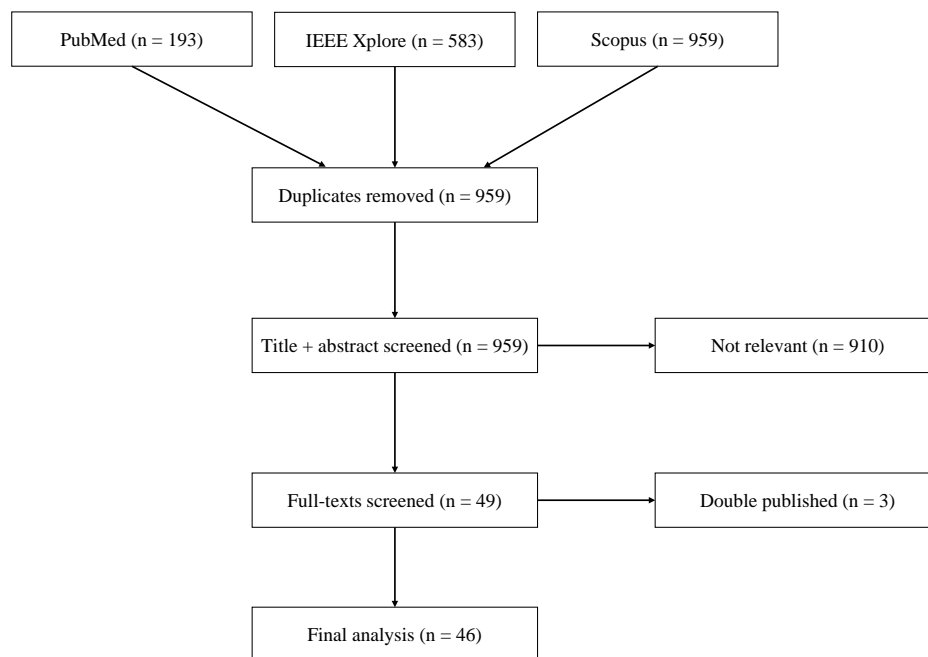 PubMed (n = 193)
IEEE Xplore (n = 583)
Scopus (n = 959)
Duplicates removed (n = 959)
Title + abstract screened (n = 959)
Not relevant (n = 910)
Full-texts screened (n = 49)
Double published (n = 3)
Final analysis (n = 46)